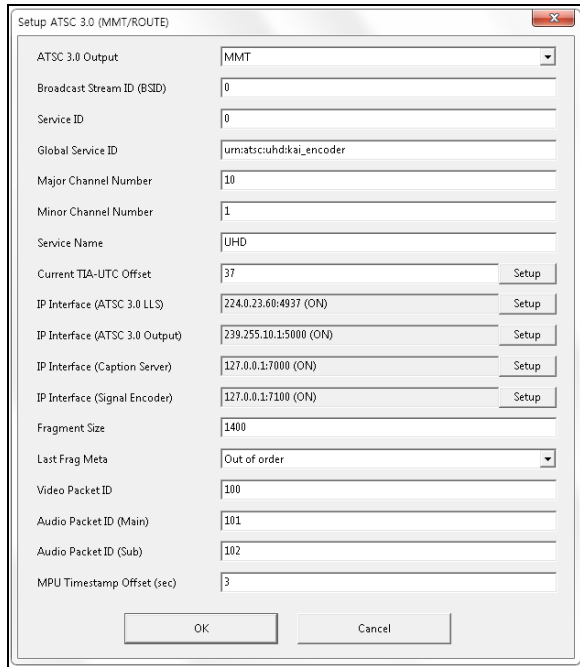 Setup ATSC 3.0 (MMT/ROUTE)
ATSC 3.0 Output MMT
Broadcast Stream ID (BSID) 0
Service ID 0
Global Service ID urn:atsc:uhd:kai_encoder
Major Channel Number 10
Minor Channel Number 1
Service Name UHD
Current TIA-UTC Offset 37 Setup
IP Interface (ATSC 3.0 LLS) 224.0.23.60:4937 (ON) Setup
IP Interface (ATSC 3.0 Output) 239.255.10.1:5000 (ON) Setup
IP Interface (Caption Server) 127.0.0.1:7000 (ON) Setup
IP Interface (Signal Encoder) 127.0.0.1:7100 (ON) Setup
Fragment Size 1400
Last Frag Meta Out of order
Video Packet ID 100
Audio Packet ID (Main) 101
Audio Packet ID (Sub) 102
MPU Timestamp Offset (sec) 3
OK Cancel